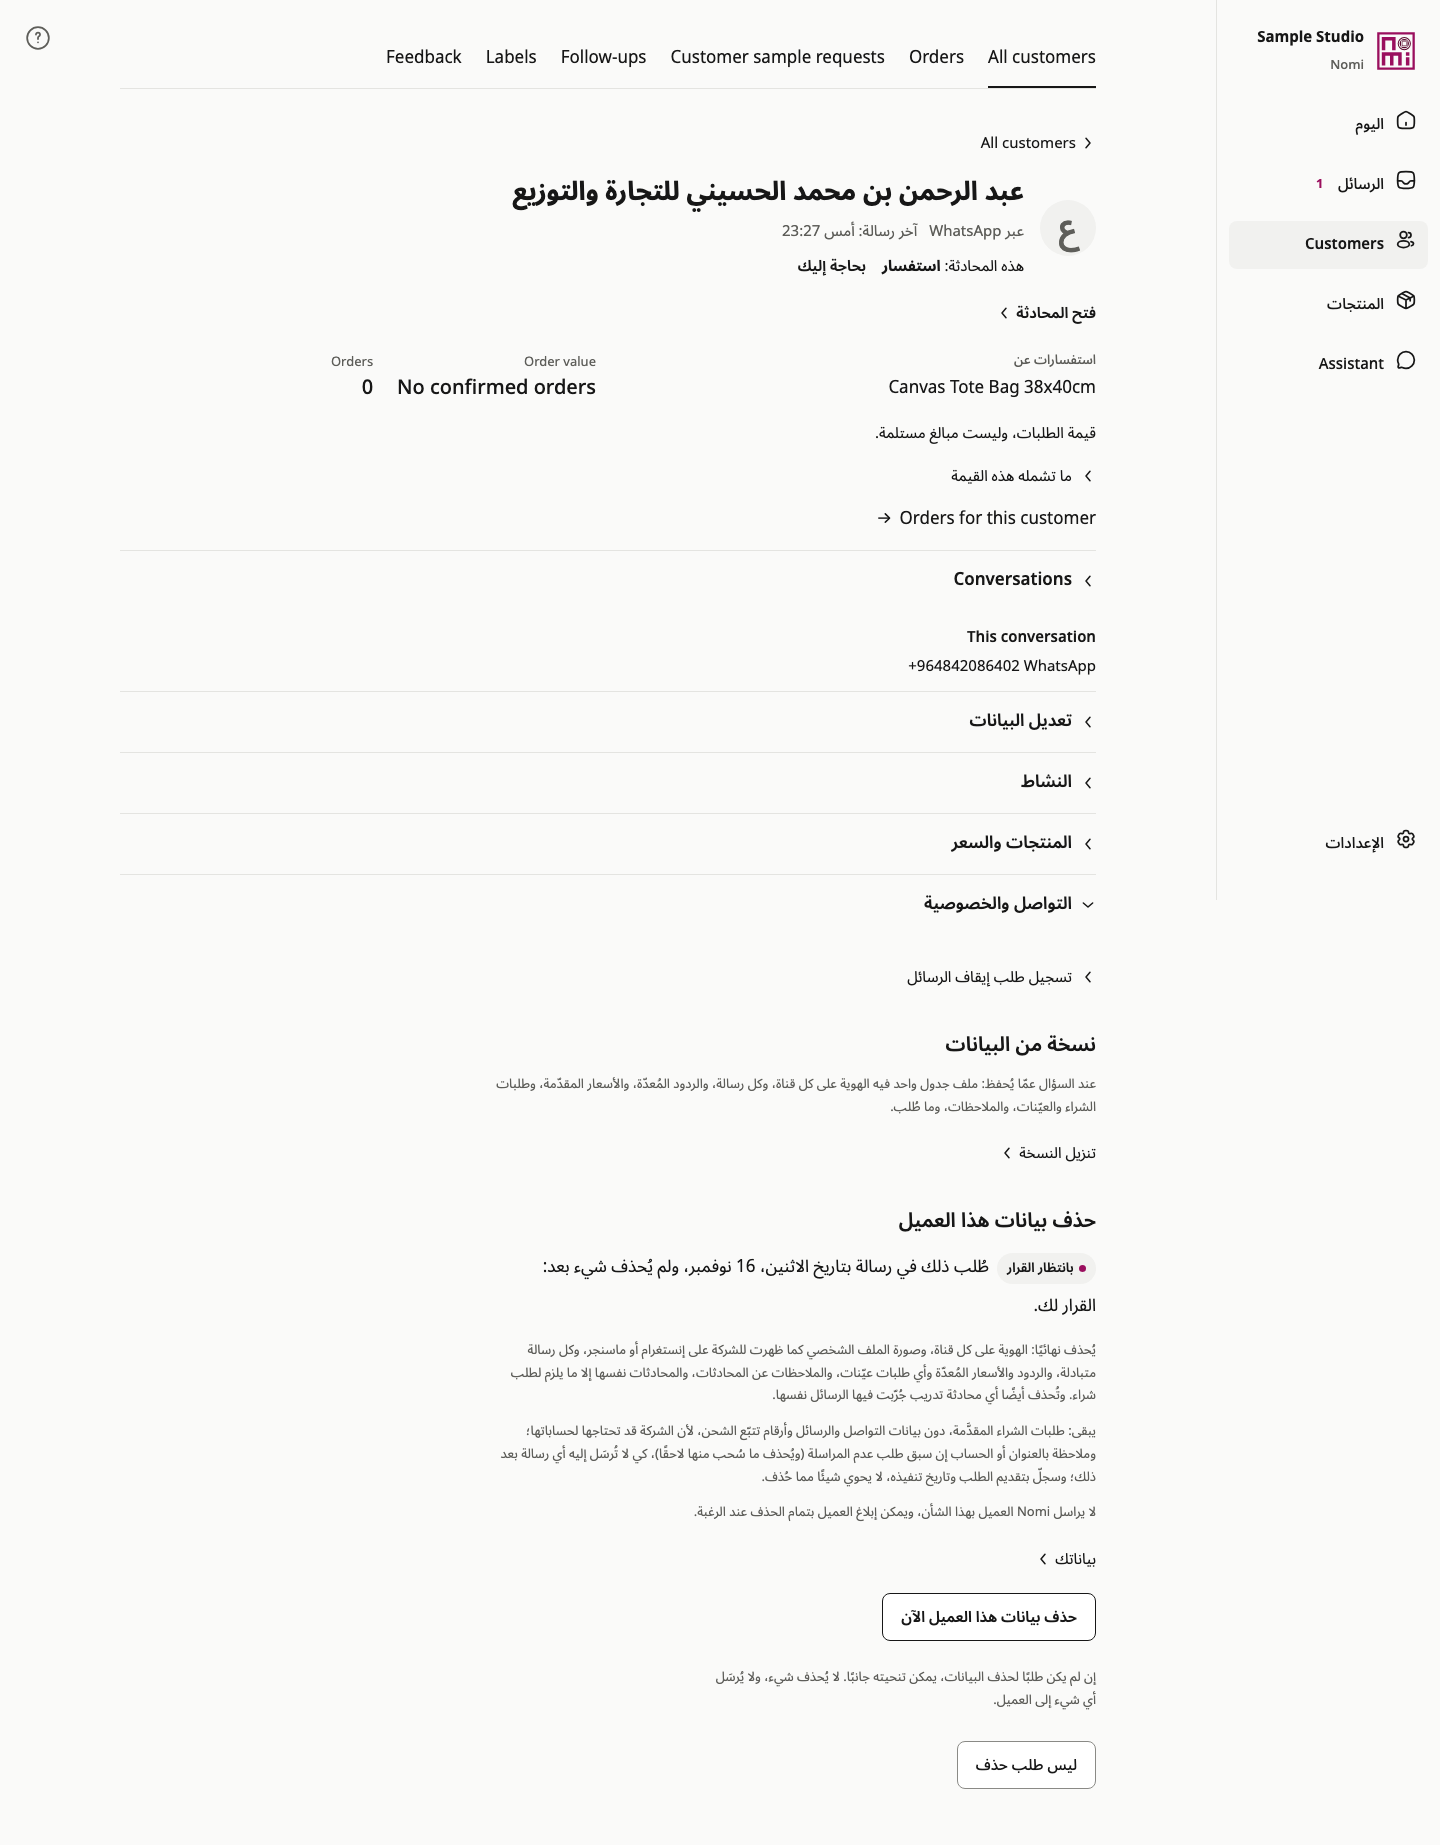 Sample Studio
Nomi
اليوم
الرسائل 1
Customers
المنتجات
Assistant
الإعدادات
All customers
Orders
Customer sample requests
Follow-ups
Labels
Feedback
All customers
ع
عبد الرحمن بن محمد الحسيني للتجارة والتوزيع
عبر WhatsApp آخر رسالة: أمس 23:27
هذه المحادثة: استفسار بحاجة إليك
فتح المحادثة
استفسارات عن
Canvas Tote Bag 38x40cm
Order value
No confirmed orders
Orders
0
قيمة الطلبات، وليست مبالغ مستلمة.
ما تشمله هذه القيمة
Orders for this customer →
Conversations
This conversation
+964842086402 WhatsApp
تعديل البيانات
النشاط
المنتجات والسعر
التواصل والخصوصية
تسجيل طلب إيقاف الرسائل
نسخة من البيانات
عند السؤال عمّا يُحفظ: ملف جدول واحد فيه الهوية على كل قناة، وكل رسالة، والردود المُعدّة، والأسعار المقدّمة، وطلبات
الشراء والعيّنات، والملاحظات، وما طُلب.
تنزيل النسخة
حذف بيانات هذا العميل
بانتظار القرار طُلب ذلك في رسالة بتاريخ الاثنين، 16 نوفمبر، ولم يُحذف شيء بعد:
القرار لك.
يُحذف نهائيًا: الهوية على كل قناة، وصورة الملف الشخصي كما ظهرت للشركة على إنستغرام أو ماسنجر، وكل رسالة
متبادلة، والردود والأسعار المُعدّة وأي طلبات عيّنات، والملاحظات عن المحادثات، والمحادثات نفسها إلا ما يلزم لطلب
شراء. وتُحذف أيضًا أي محادثة تدريب جُرّبت فيها الرسائل نفسها.
يبقى: طلبات الشراء المقدَّمة، دون بيانات التواصل والرسائل وأرقام تتبّع الشحن، لأن الشركة قد تحتاجها لحساباتها؛
وملاحظة بالعنوان أو الحساب إن سبق طلب عدم المراسلة (ويُحذف ما سُحب منها لاحقًا)، كي لا تُرسَل إليه أي رسالة بعد
ذلك؛ وسجلّ بتقديم الطلب وتاريخ تنفيذه، لا يحوي شيئًا مما حُذف.
لا يراسل Nomi العميل بهذا الشأن، ويمكن إبلاغ العميل بتمام الحذف عند الرغبة.
بياناتك
حذف بيانات هذا العميل الآن
إن لم يكن طلبًا لحذف البيانات، يمكن تنحيته جانبًا. لا يُحذف شيء، ولا يُرسَل
أي شيء إلى العميل.
ليس طلب حذف